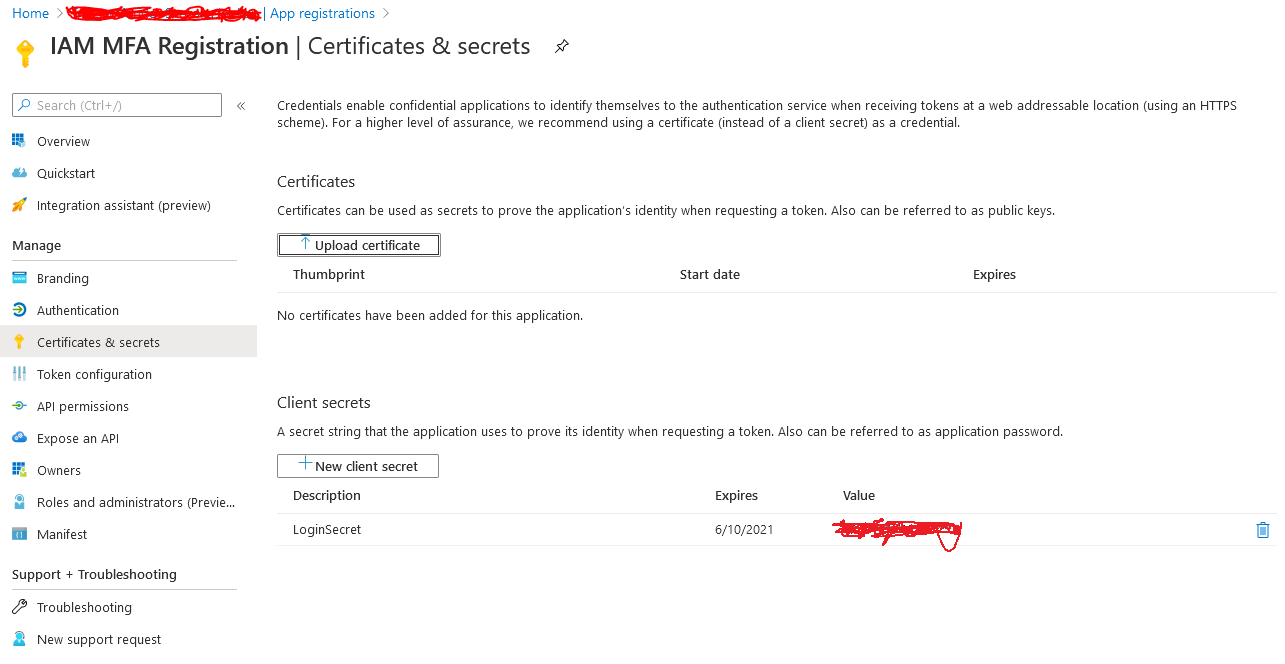 Home > | App registrations >
IAM MFA Registration | Certificates & secrets
Search (Ctrl+/)
«
Overview
Quickstart
Integration assistant (preview)
Manage
Branding
Authentication
Certificates & secrets
Token configuration
API permissions
Expose an API
Owners
Roles and administrators (Previe...
Manifest
Support + Troubleshooting
Troubleshooting
New support request
Credentials enable confidential applications to identify themselves to the authentication service when receiving tokens at a web addressable location (using an HTTPS
scheme). For a higher level of assurance, we recommend using a certificate (instead of a client secret) as a credential.
Certificates
Certificates can be used as secrets to prove the application's identity when requesting a token. Also can be referred to as public keys.
Upload certificate
Thumbprint Start date Expires
No certificates have been added for this application.
Client secrets
A secret string that the application uses to prove its identity when requesting a token. Also can be referred to as application password.
New client secret
Description Expires Value
LoginSecret 6/10/2021